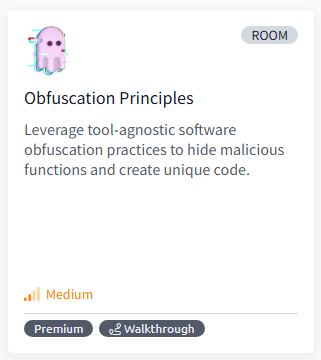 ROOM
Obfuscation Principles
Leverage tool-agnostic software
obfuscation practices to hide malicious
functions and create unique code.
Medium
Premium
Walkthrough